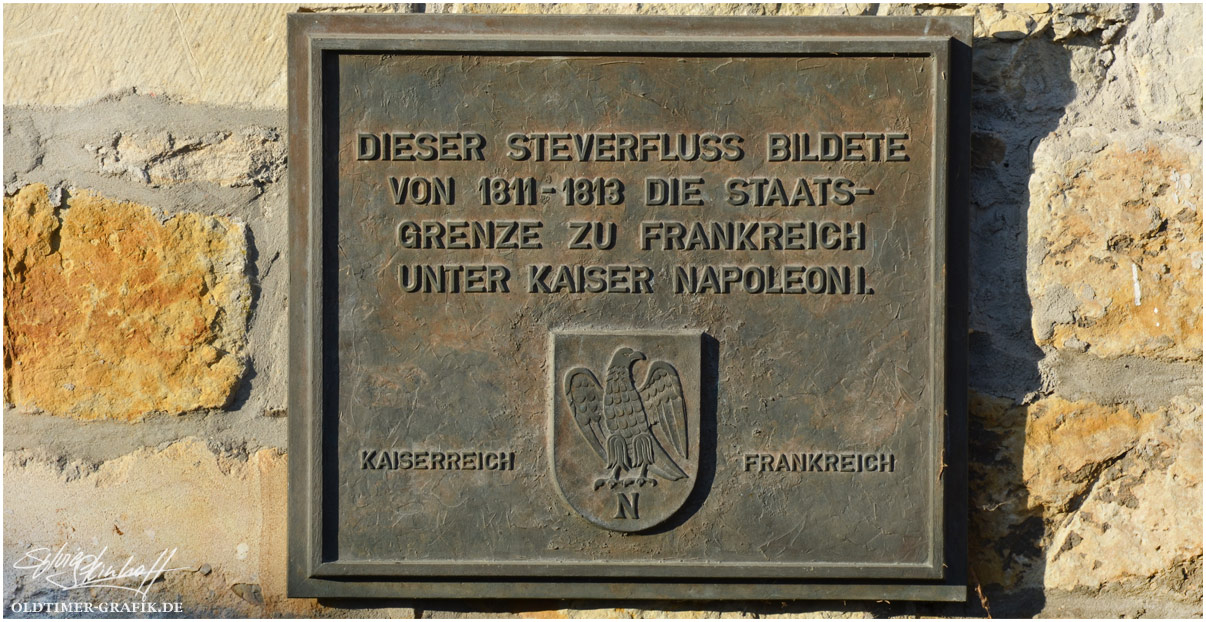 DIESER STEVERFLUSS BILDETE
VON 1811-1813 DIE STAATS-
GRENZE ZU FRANKREICH
UNTER KAISER NAPOLEON I.
KAISERREICH FRANKREICH
N
OLDTIMER-GRAFIK.DE